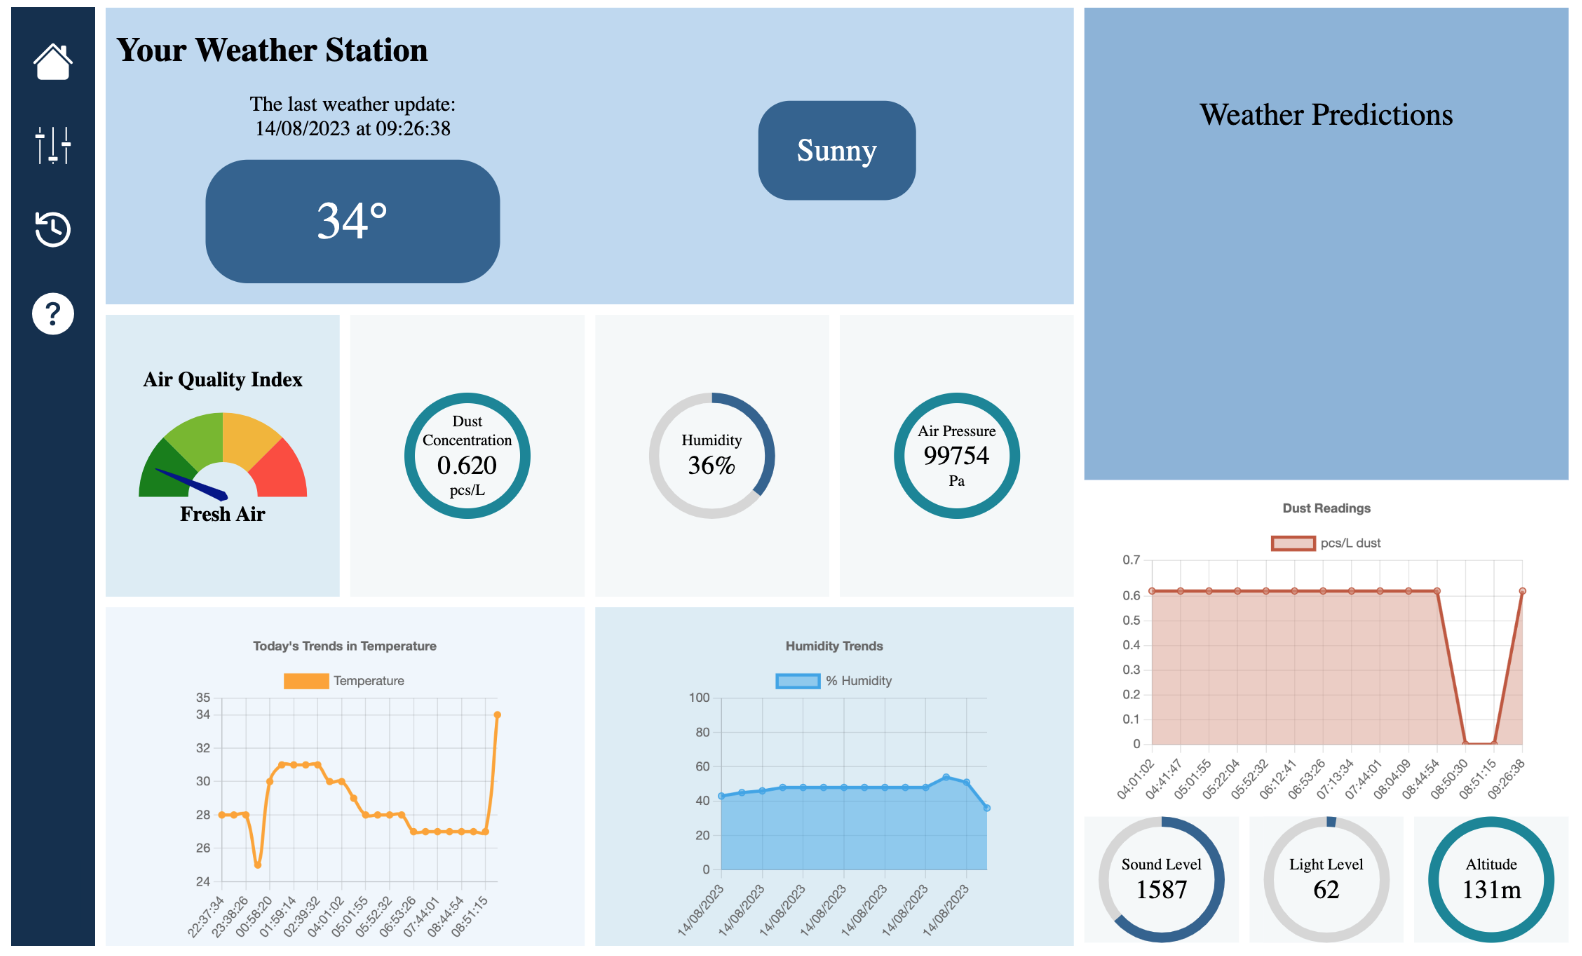 Your Weather Station
The last weather update:
14/08/2023 at 09:26:38
34°
Sunny
Weather Predictions
?
Air Quality Index
Fresh Air
Dust
Concentration
0.620
pcs/L
Humidity
36%
Air Pressure
99754
Pa
Today's Trends in Temperature
Temperature
35
34
32
30
28
26
24
22:37:34
23:38:26
00:58:20
01:59:14
02:39:32
04:01:02
05:01:55
05:52:32
06:53:26
07:44:01
08:44:54
08:51:15
Humidity Trends
% Humidity
100
80
60
40
20
0
14/08/2023
14/08/2023
14/08/2023
14/08/2023
14/08/2023
14/08/2023
14/08/2023
Dust Readings
pcs/L dust
0.7
0.6
0.5
0.4
0.3
0.2
0.1
0
04:01:02
04:41:47
05:01:55
05:22:04
05:52:32
06:12:41
06:53:26
07:13:34
07:44:01
08:04:09
08:44:54
08:50:30
08:51:15
09:26:38
Sound Level
1587
Light Level
62
Altitude
131m